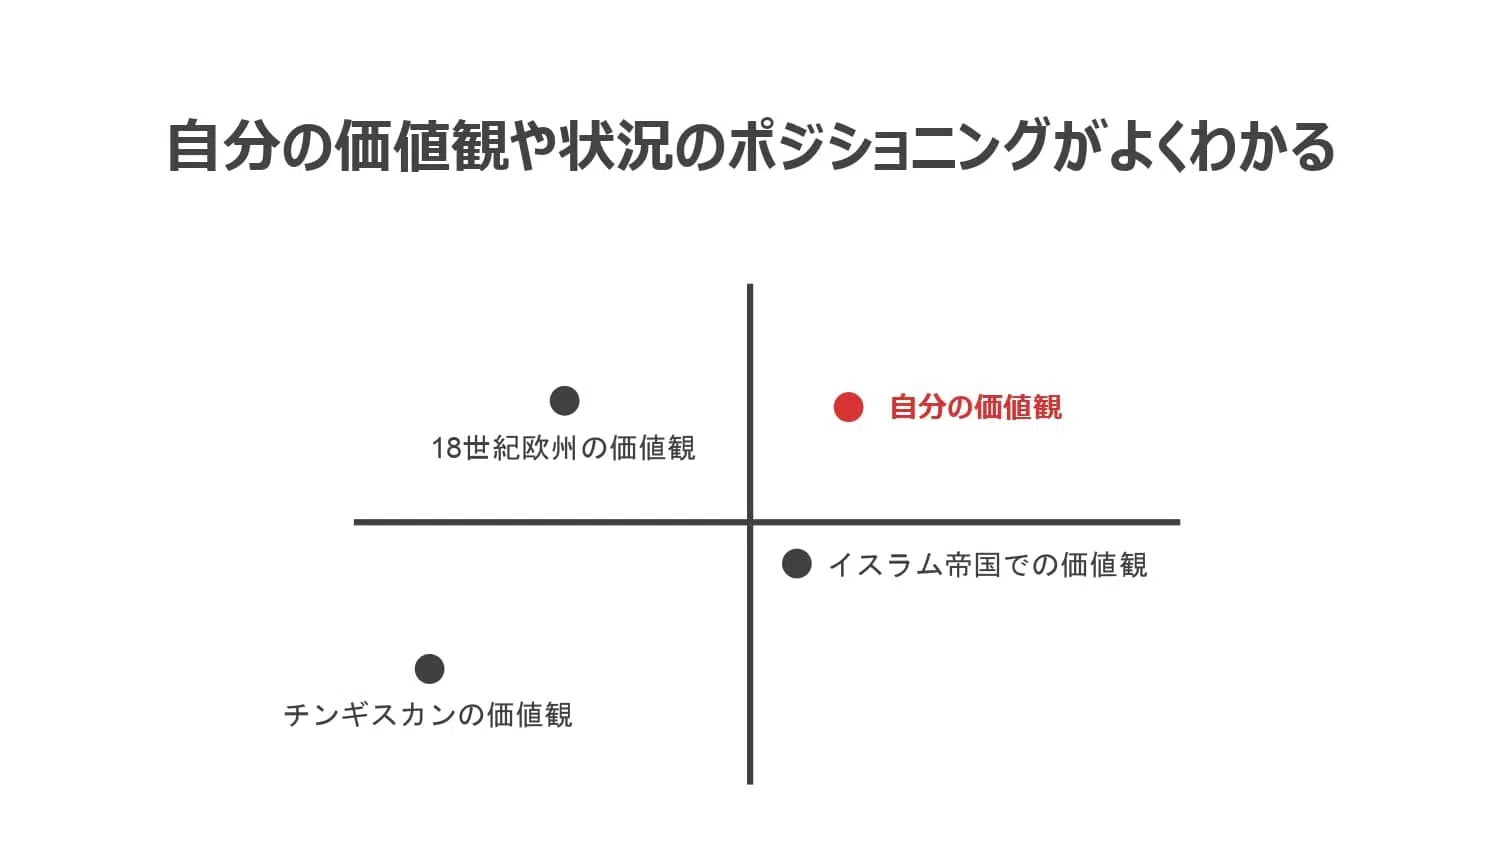 自分の価値観や状況のポジショニングがよくわかる
18世紀欧州の価値観
自分の価値観
イスラム帝国での価値観
チンギスカンの価値観